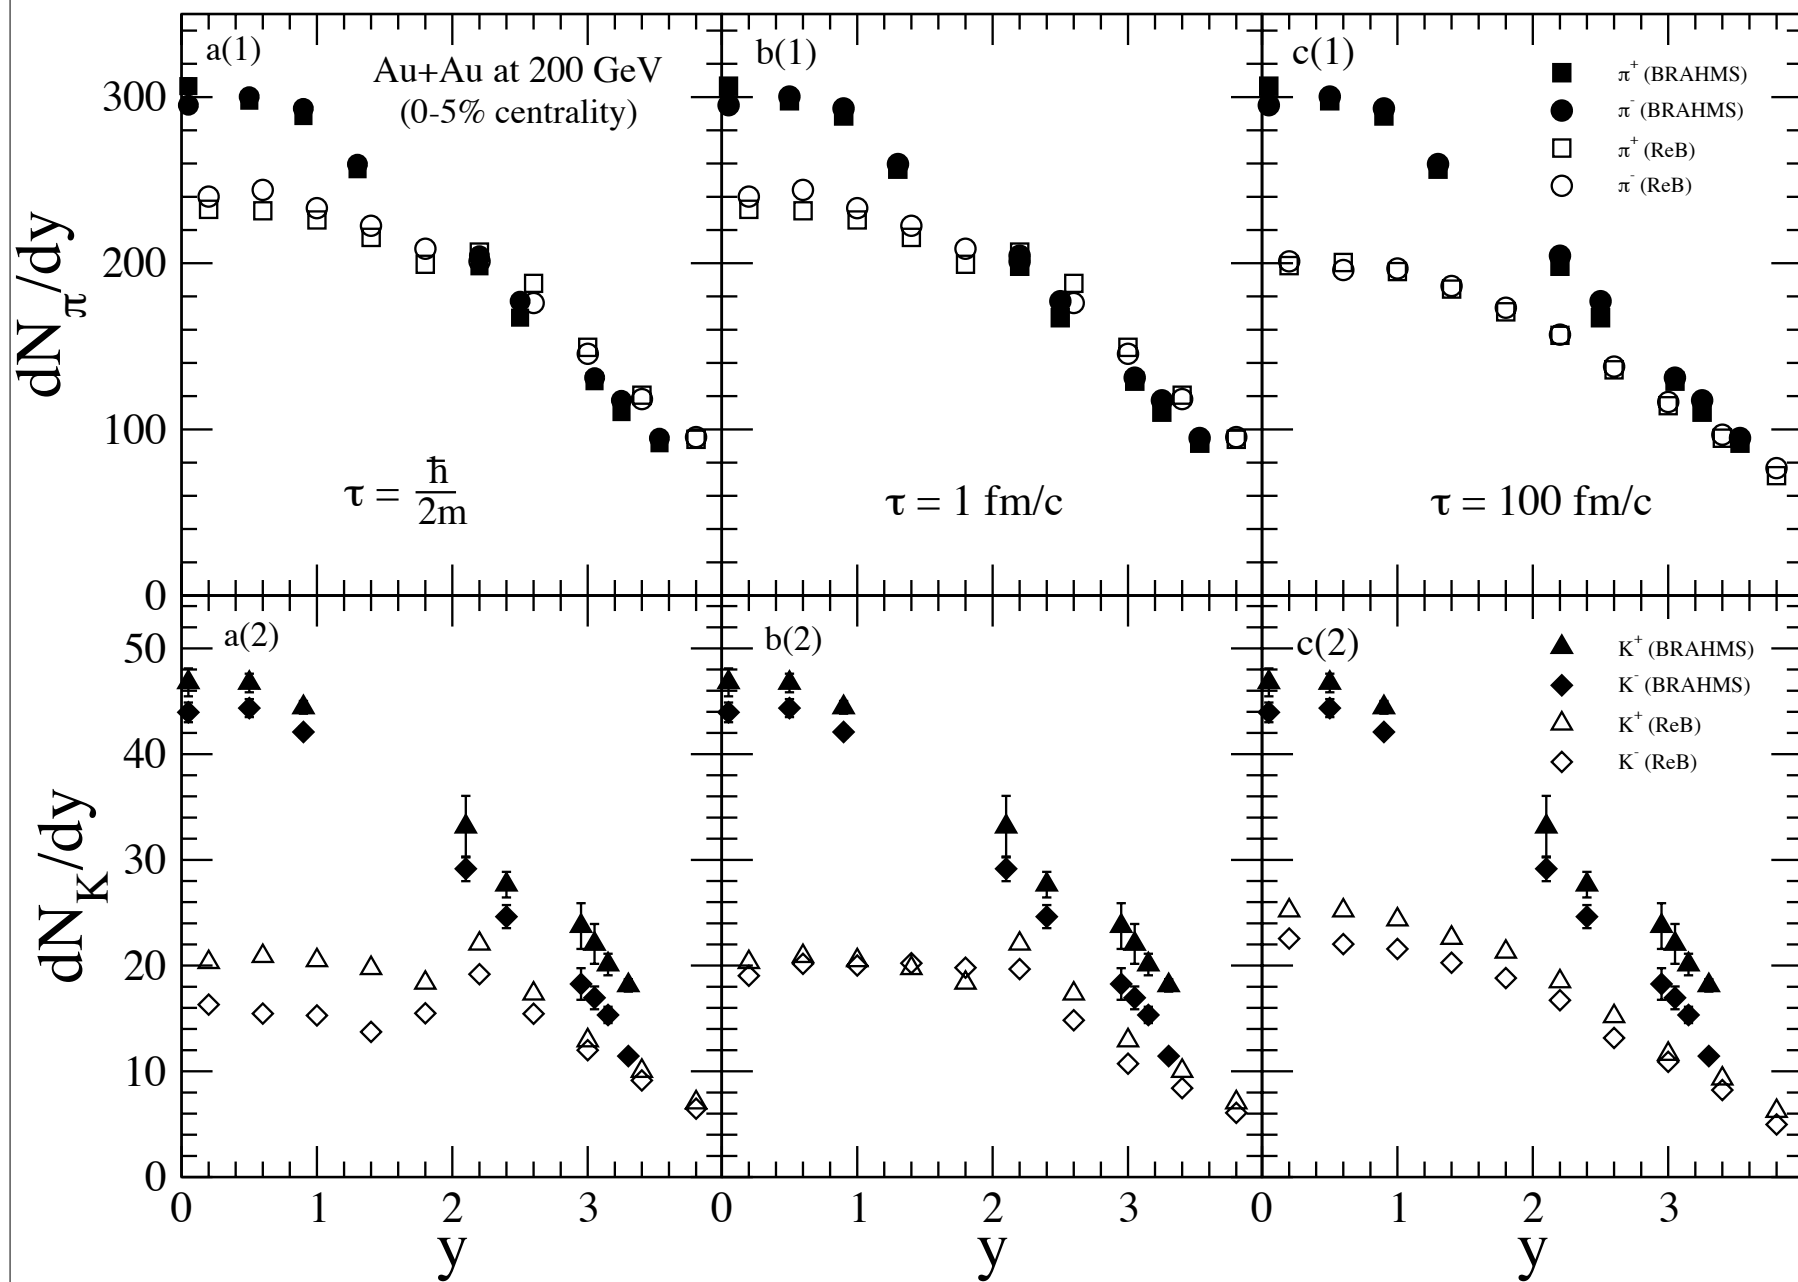 a(1)
Au+Au at 200 GeV
(0-5% centrality)
τ = ħ/2m
b(1)
τ = 1 fm/c
c(1)
π⁺ (BRAHMS)
π⁻ (BRAHMS)
π⁺ (ReB)
π⁻ (ReB)
τ = 100 fm/c
dN_π/dy
300
200
100
0
a(2)
b(2)
c(2)
K⁺ (BRAHMS)
K⁻ (BRAHMS)
K⁺ (ReB)
K⁻ (ReB)
dN_K/dy
50
40
30
20
10
0
0 1 2 3 0 1 2 3 0 1 2 3
y y y